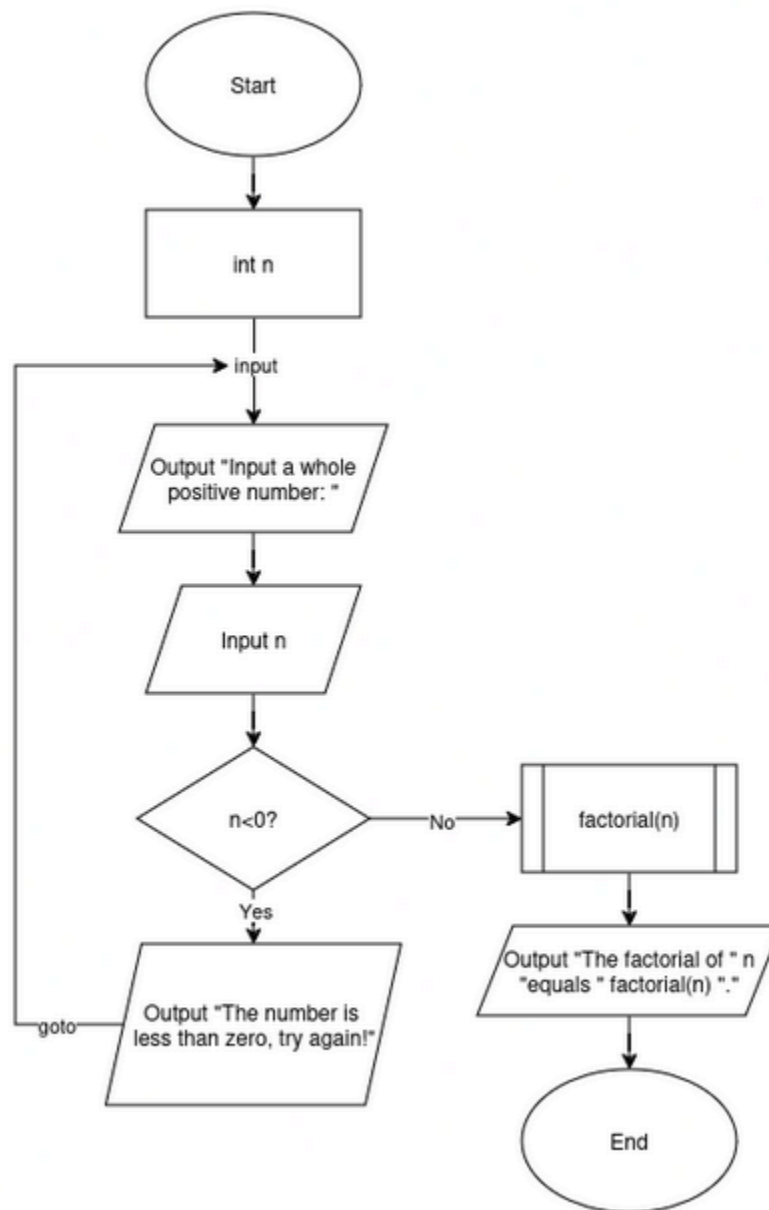 Start
int n
input
Output "Input a whole
positive number: "
Input n
n<0?
No
factorial(n)
Yes
Output "The factorial of " n
"equals " factorial(n) "."
Output "The number is
less than zero, try again!"
goto
End